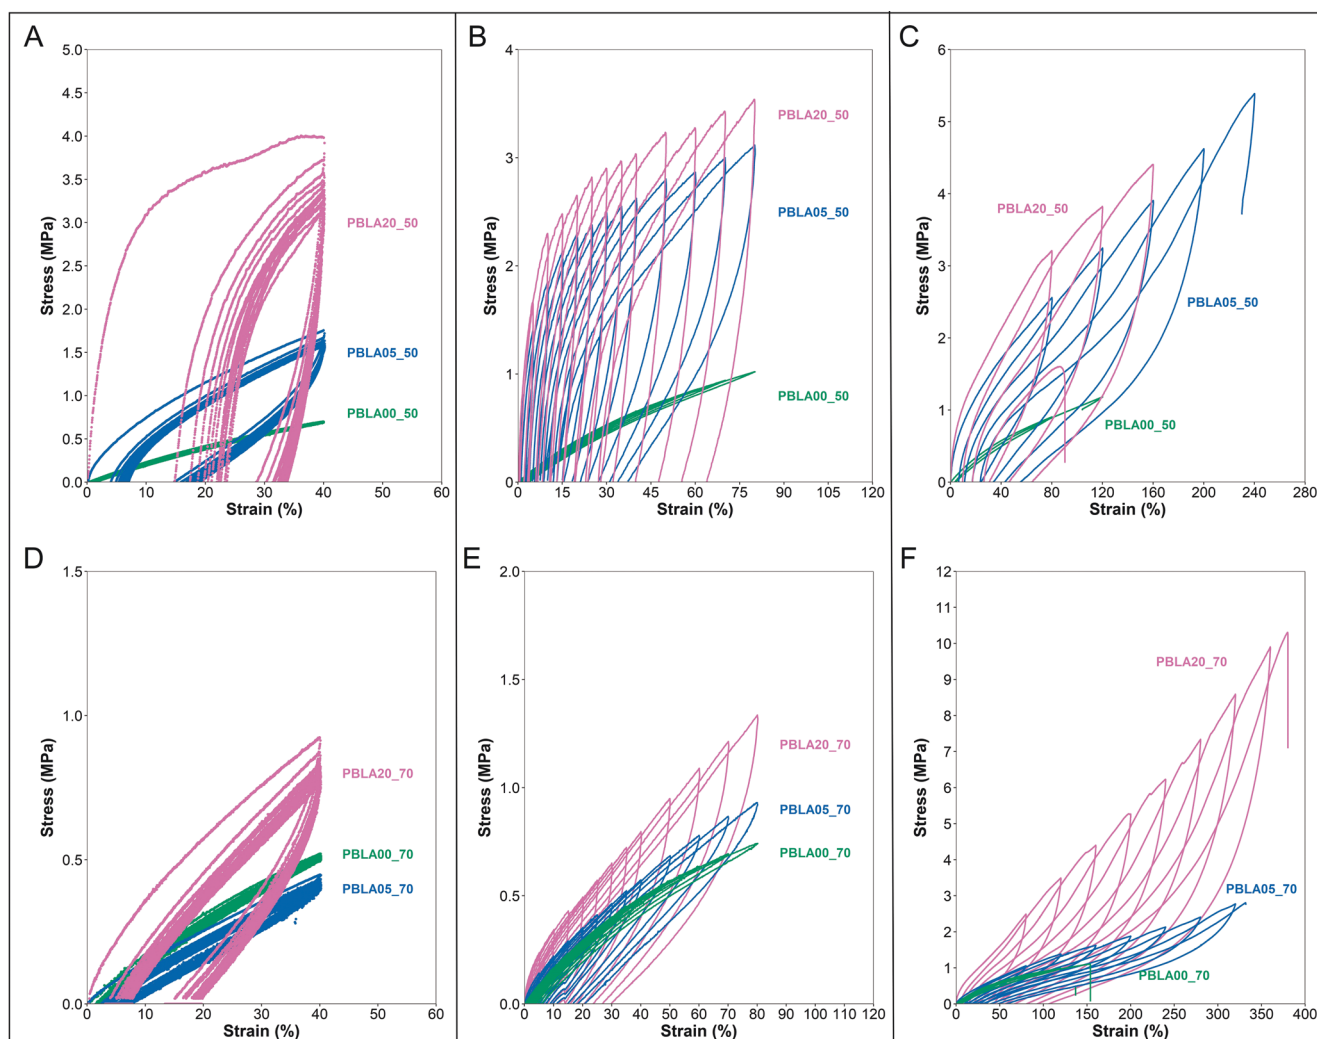 A
5.0
4.5
4.0
3.5
3.0
2.5
2.0
1.5
1.0
0.5
0.0
Stress (MPa)
PBLA20_50
PBLA05_50
PBLA00_50
0 10 20 30 40 50 60
Strain (%)
B
4
3
2
1
0
Stress (MPa)
PBLA20_50
PBLA05_50
PBLA00_50
0 15 30 45 60 75 90 105 120
Strain (%)
C
6
5
4
3
2
1
0
Stress (MPa)
PBLA20_50
PBLA05_50
PBLA00_50
0 40 80 120 160 200 240 280
Strain (%)
D
1.5
1.0
0.5
0.0
Stress (MPa)
PBLA20_70
PBLA00_70
PBLA05_70
0 10 20 30 40 50 60
Strain (%)
E
2.0
1.5
1.0
0.5
0.0
Stress (MPa)
PBLA20_70
PBLA05_70
PBLA00_70
0 10 20 30 40 50 60 70 80 90 100 110 120
Strain (%)
F
12
11
10
9
8
7
6
5
4
3
2
1
0
Stress (MPa)
PBLA20_70
PBLA05_70
PBLA00_70
0 50 100 150 200 250 300 350 400
Strain (%)